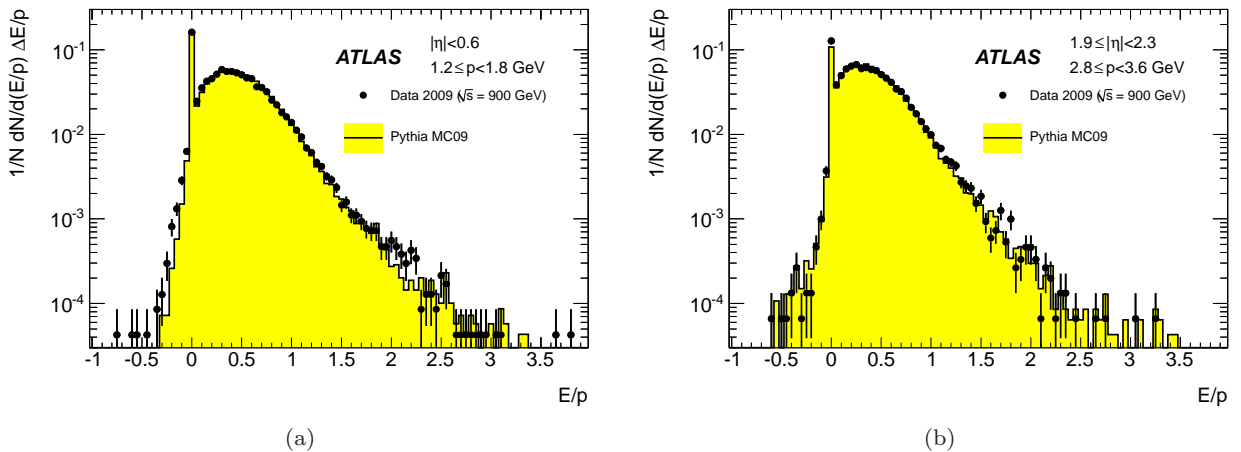 1/N dN/d(E/p) ΔE/p
10⁻¹
10⁻²
10⁻³
10⁻⁴
ATLAS
|η|<0.6
1.2≤p<1.8 GeV
Data 2009 (√s = 900 GeV)
Pythia MC09
-1 -0.5 0 0.5 1 1.5 2 2.5 3 3.5
E/p
(a)
1/N dN/d(E/p) ΔE/p
10⁻¹
10⁻²
10⁻³
10⁻⁴
ATLAS
1.9≤|η|<2.3
2.8≤p<3.6 GeV
Data 2009 (√s = 900 GeV)
Pythia MC09
-1 -0.5 0 0.5 1 1.5 2 2.5 3 3.5
E/p
(b)